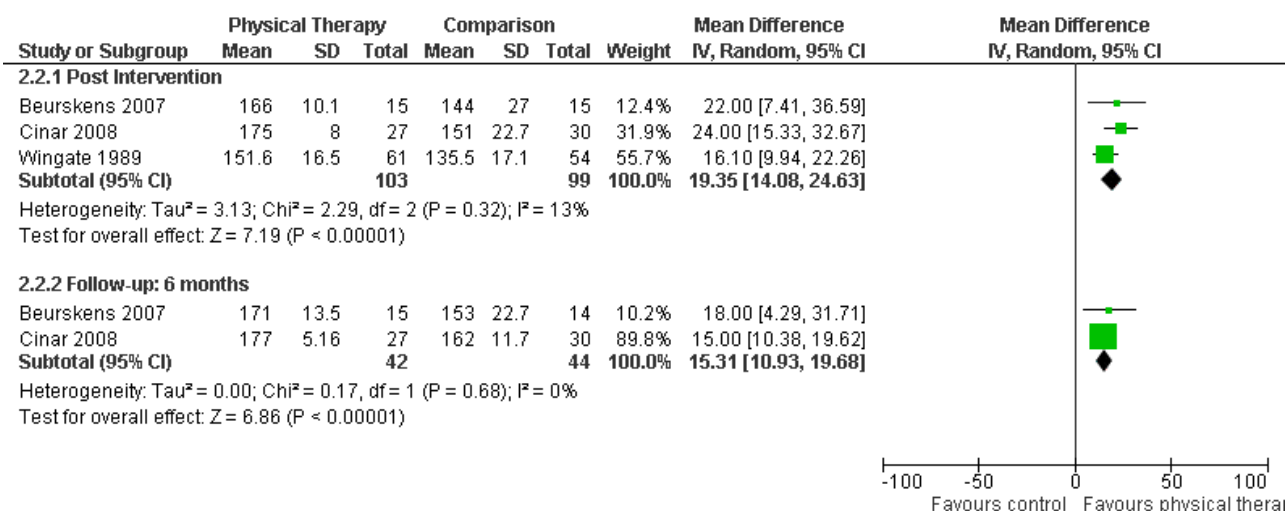 Physical Therapy Comparison Mean Difference Mean Difference
Study or Subgroup Mean SD Total Mean SD Total Weight IV, Random, 95% CI IV, Random, 95% CI
2.2.1 Post Intervention
Beurskens 2007 166 10.1 15 144 27 15 12.4% 22.00 [7.41, 36.59]
Cinar 2008 175 8 27 151 22.7 30 31.9% 24.00 [15.33, 32.67]
Wingate 1989 151.6 16.5 61 135.5 17.1 54 55.7% 16.10 [9.94, 22.26]
Subtotal (95% CI) 103 99 100.0% 19.35 [14.08, 24.63]
Heterogeneity: Tau² = 3.13; Chi² = 2.29, df = 2 (P = 0.32); I² = 13%
Test for overall effect: Z = 7.19 (P < 0.00001)
2.2.2 Follow-up: 6 months
Beurskens 2007 171 13.5 15 153 22.7 14 10.2% 18.00 [4.29, 31.71]
Cinar 2008 177 5.16 27 162 11.7 30 89.8% 15.00 [10.38, 19.62]
Subtotal (95% CI) 42 44 100.0% 15.31 [10.93, 19.68]
Heterogeneity: Tau² = 0.00; Chi² = 0.17, df = 1 (P = 0.68); I² = 0%
Test for overall effect: Z = 6.86 (P < 0.00001)
-100 -50 0 50 100
Favours control Favours physical therap